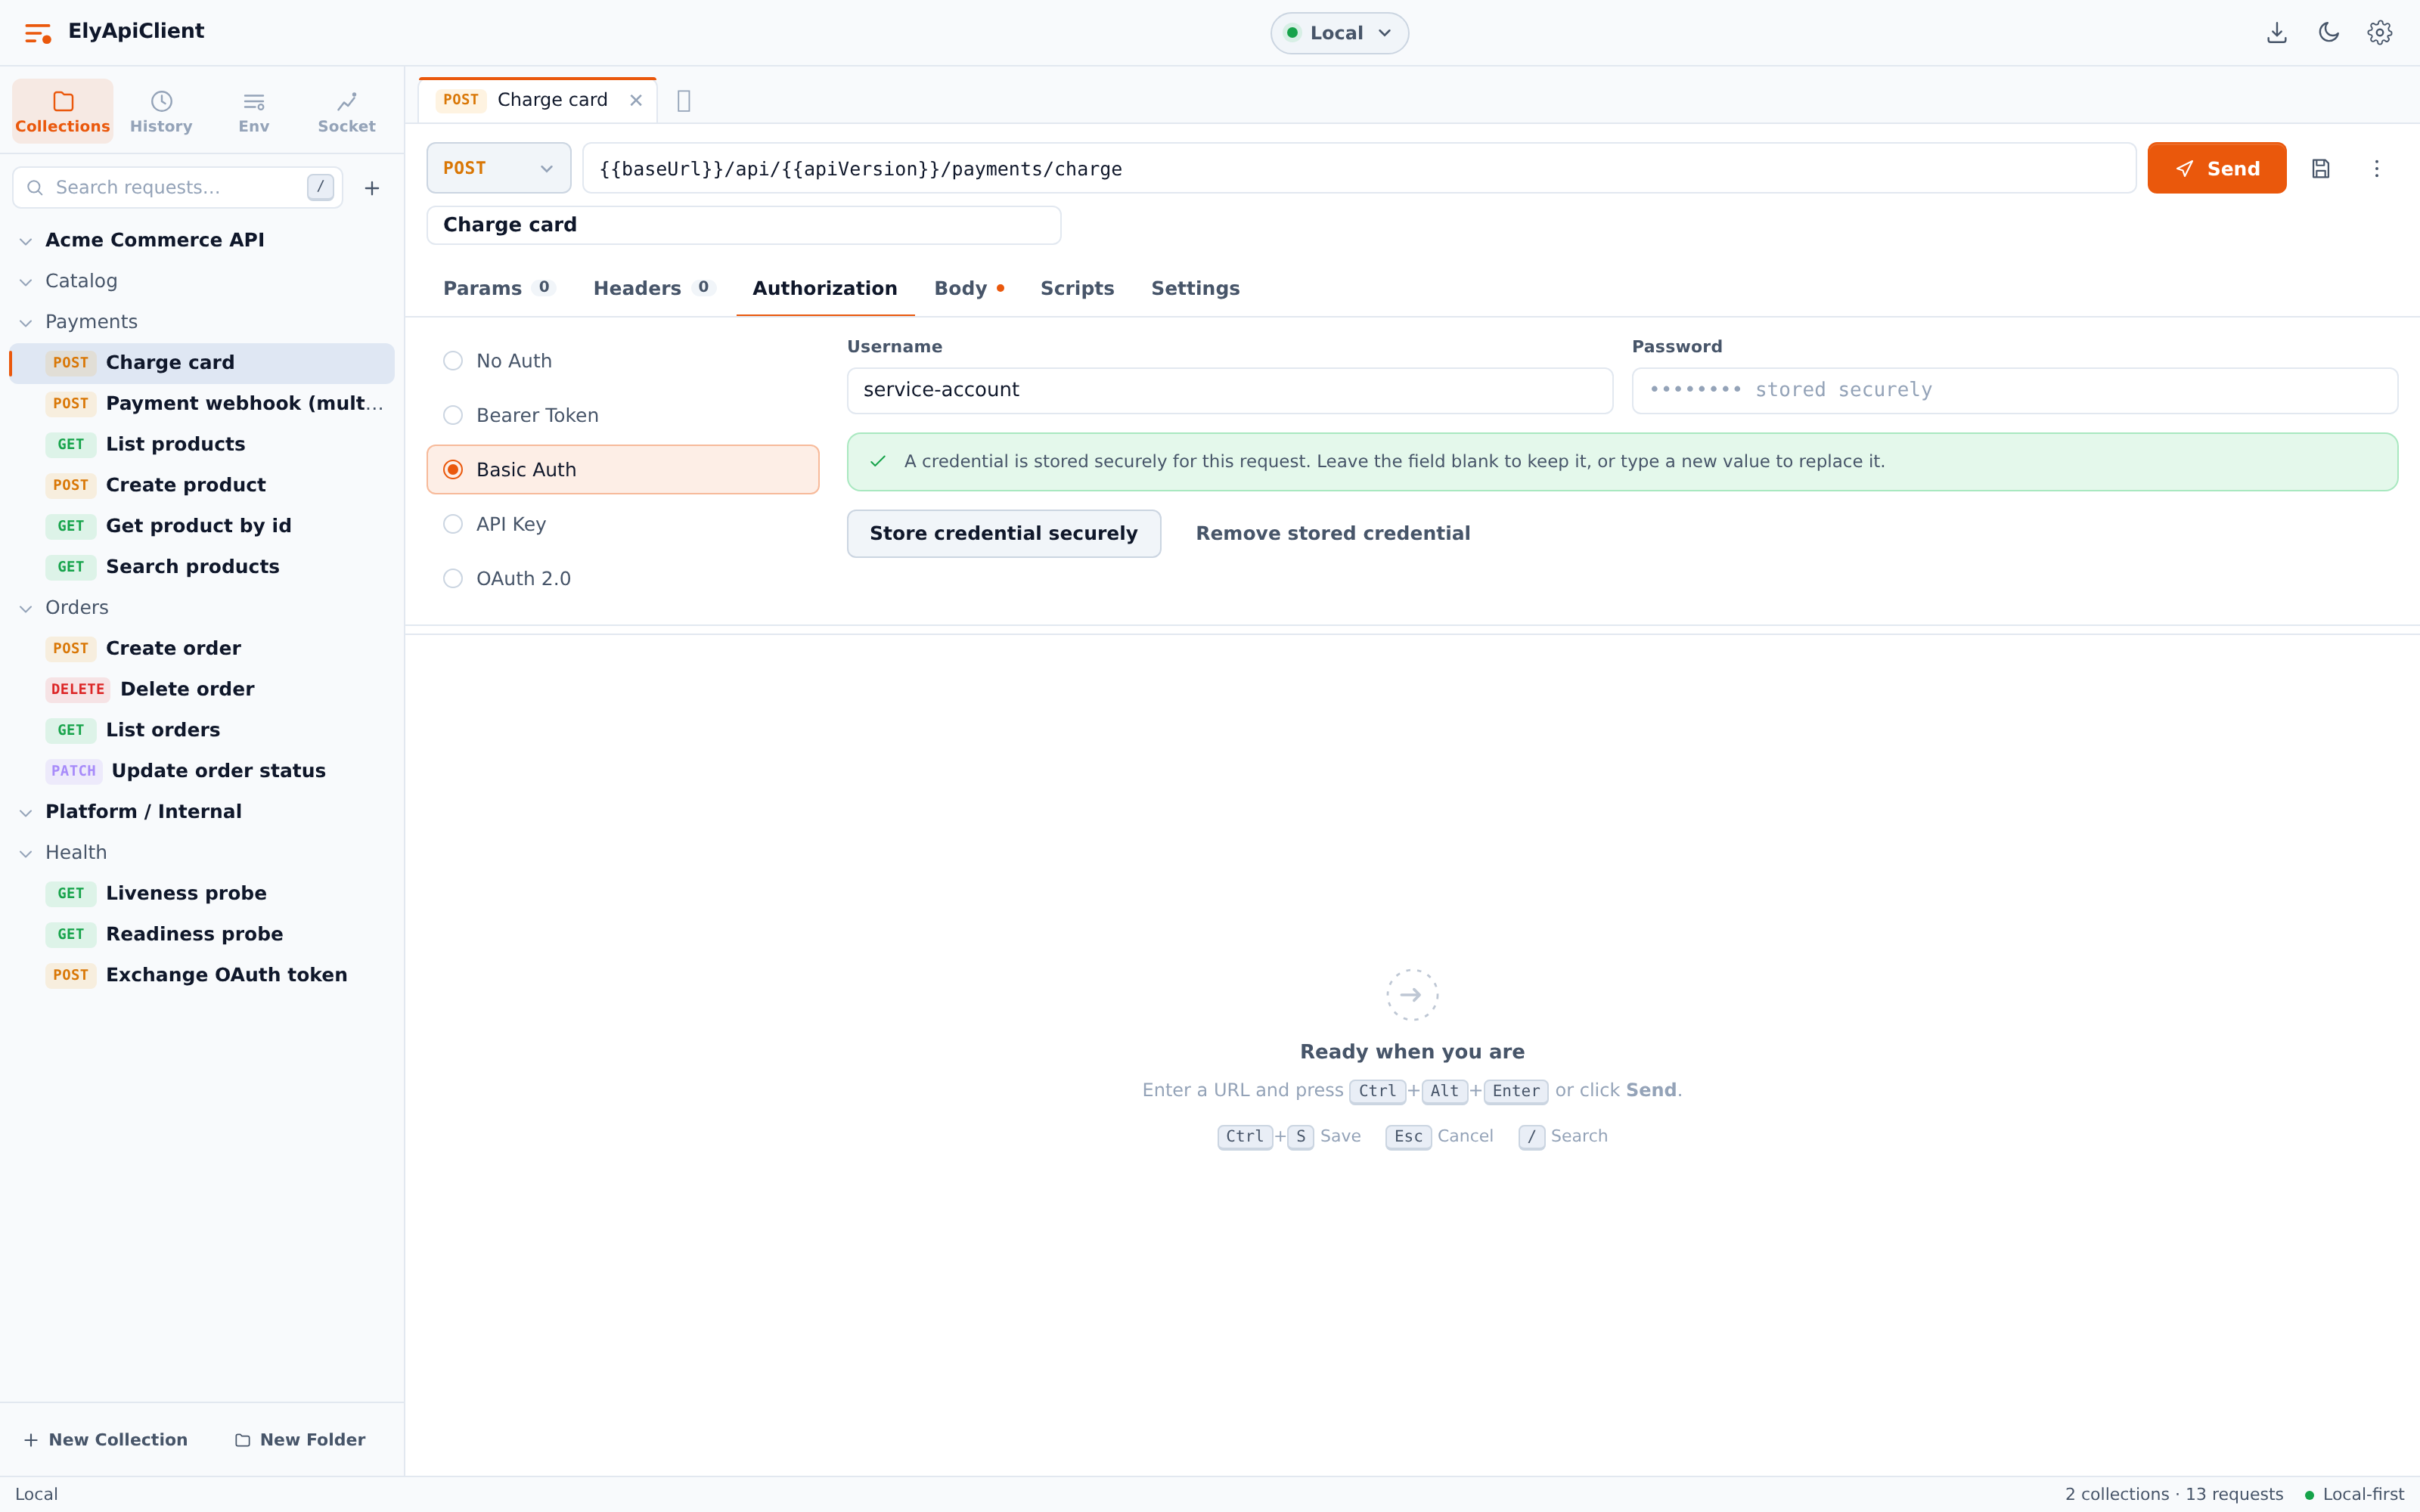 ElyApiClient
Local
Collections
History
Env
Socket
Search requests…
/
Acme Commerce API
Catalog
Payments
POST Charge card
POST Payment webhook (mult…
GET List products
POST Create product
GET Get product by id
GET Search products
Orders
POST Create order
DELETE Delete order
GET List orders
PATCH Update order status
Platform / Internal
Health
GET Liveness probe
GET Readiness probe
POST Exchange OAuth token
New Collection
New Folder
POST Charge card
POST
{{baseUrl}}/api/{{apiVersion}}/payments/charge
Send
Charge card
Params 0
Headers 0
Authorization
Body
Scripts
Settings
No Auth
Bearer Token
Basic Auth
API Key
OAuth 2.0
Username
service-account
Password
•••••••• stored securely
A credential is stored securely for this request. Leave the field blank to keep it, or type a new value to replace it.
Store credential securely
Remove stored credential
Ready when you are
Enter a URL and press Ctrl+Alt+Enter or click Send.
Ctrl+S Save Esc Cancel / Search
Local
2 collections · 13 requests
Local-first